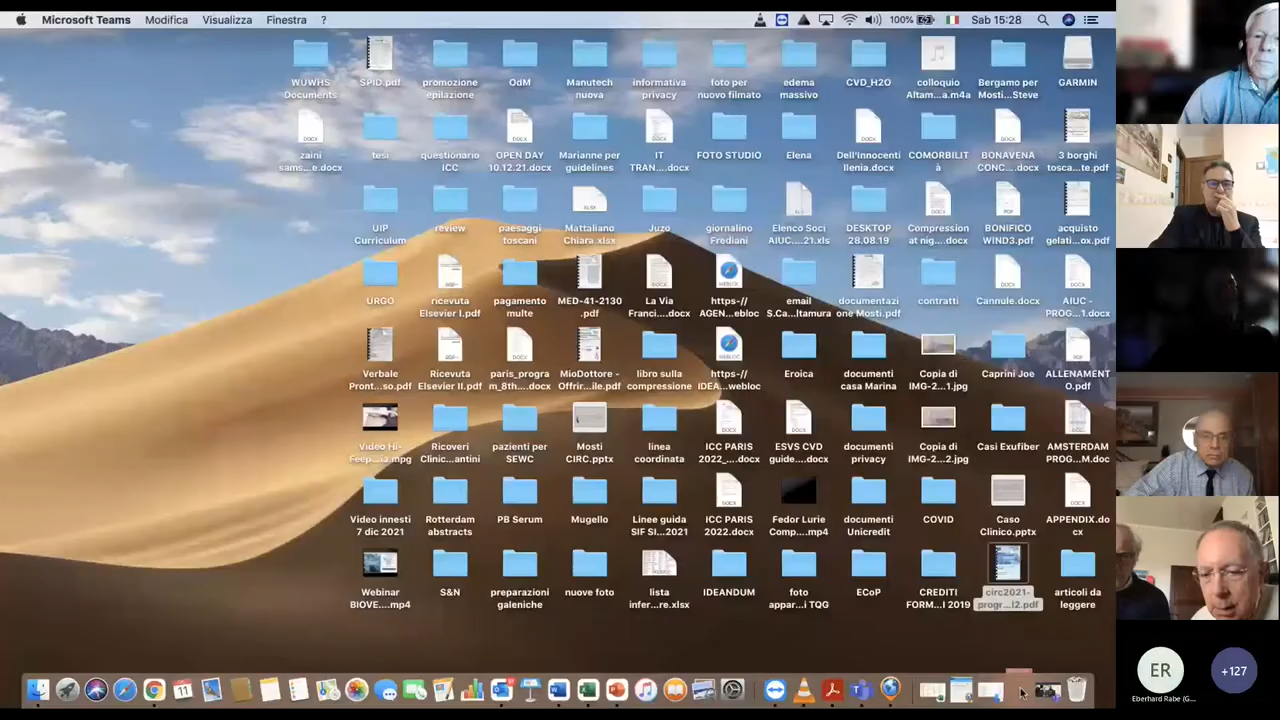 Microsoft Teams Modifica Visualizza Finestra ? 100% Sab 15:28
WUWHS Documents
SPID.pdf
promozione epilazione
OdM
Manutech nuova
informativa privacy
foto per nuovo filmato
edema massivo
CVD_H2O
colloquio Altam...a.m4a
Bergamo per Mosti...Steve
GARMIN
zaini sams...e.docx
tesi
questionario ICC
OPEN DAY 10.12.21.docx
Marianne per guidelines
IT TRAN....docx
FOTO STUDIO
Elena
Dell'Innocenti Ilenia.docx
COMORBILITÀ
BONAVENA CONC....docx
3 borghi tosca...te.pdf
UIP Curriculum
review
paesaggi toscani
Mattaliano Chiara.xlsx
Juzo
giornalino Frediani
Elenco Soci AIUC....21.xls
DESKTOP 28.08.19
Compression at nig....docx
BONIFICO WIND3.pdf
acquisto gelati...ox.pdf
URGO
ricevuta Elsevier I.pdf
pagamento multe
MED-41-2130.pdf
La Via Franci....docx
https-// AGEN...ebloc
email S.Ca...ltamura
documentazione Mosti.pdf
contratti
Cannule.docx
AIUC - PROG...1.docx
Verbale Pront...so.pdf
Ricevuta Elsevier II.pdf
paris_program_8th....docx
MioDottore - Offrir...ile.pdf
libro sulla compressione
https-// IDEA...webloc
Eroica
documenti casa Marina
Copia di IMG-2...1.jpg
Caprini Joe
ALLENAMENTO.pdf
Video Hi-Feep...ia.mpg
Ricoveri Clinic...antini
pazienti per SEWC
Mosti CIRC.pptx
linea coordinata
ICC PARIS 2022_....docx
ESVS CVD guide....docx
documenti privacy
Copia di IMG-2...2.jpg
Casi Exufiber
AMSTERDAM PROG...M.doc
Video innesti 7 dic 2021
Rotterdam abstracts
PB Serum
Mugello
Linee guida SIF SI...2021
ICC PARIS 2022.docx
Fedor Lurie Comp....mp4
documenti Unicredit
COVID
Caso Clinico.pptx
APPENDIX.docx
Webinar BIOVE....mp4
S&N
preparazioni galeniche
nuove foto
lista infer...re.xlsx
IDEANDUM
foto appar...i TQG
ECoP
CREDITI FORM...I 2019
circ2021-progr...l2.pdf
articoli da leggere
ER
Eberhard Rabe (G...
+127